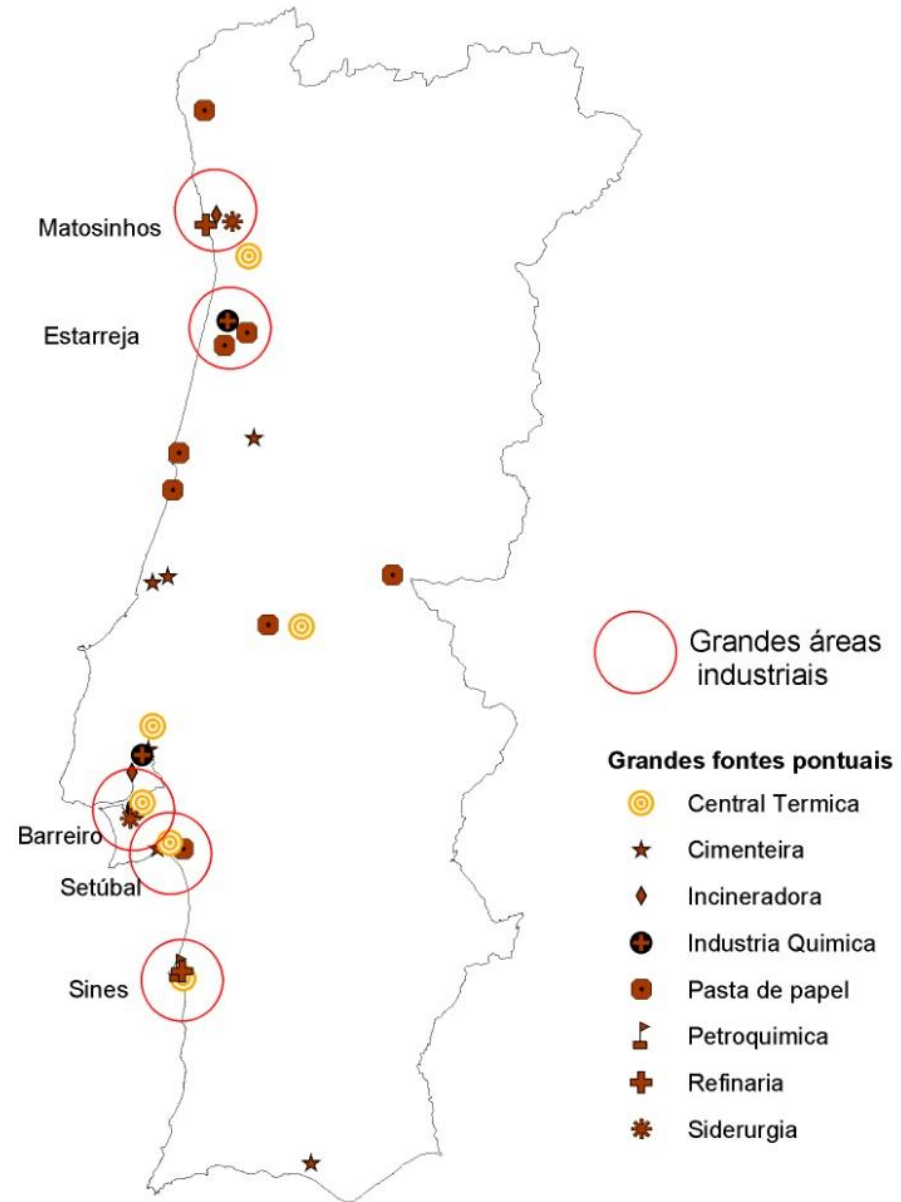 Matosinhos
Estarreja
Barreiro
Setúbal
Sines
Grandes áreas
industriais
Grandes fontes pontuais
Central Termica
Cimenteira
Incineradora
Industria Quimica
Pasta de papel
Petroquimica
Refinaria
Siderurgia